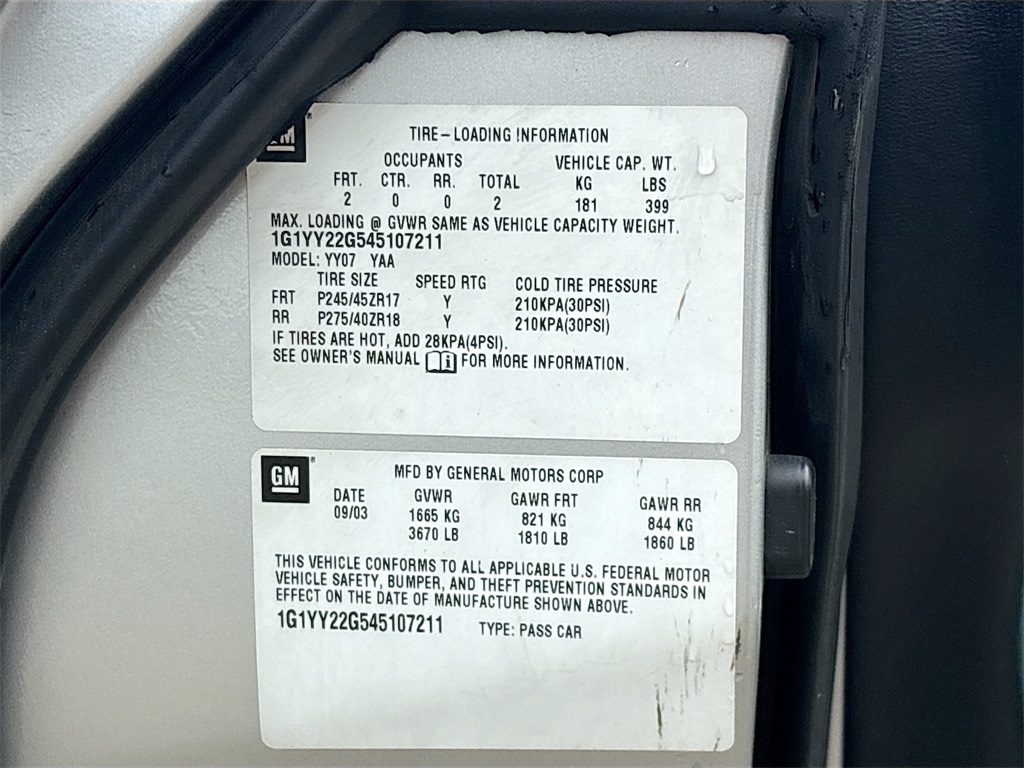 GM
TIRE-LOADING INFORMATION
OCCUPANTS VEHICLE CAP. WT.
FRT. CTR. RR. TOTAL KG LBS
2 0 0 2 181 399
MAX. LOADING @ GVWR SAME AS VEHICLE CAPACITY WEIGHT.
1G1YY22G545107211
MODEL: YY07 YAA
TIRE SIZE SPEED RTG COLD TIRE PRESSURE
FRT P245/45ZR17 Y 210KPA(30PSI)
RR P275/40ZR18 Y 210KPA(30PSI)
IF TIRES ARE HOT, ADD 28KPA(4PSI).
SEE OWNER'S MANUAL i FOR MORE INFORMATION.
GM
MFD BY GENERAL MOTORS CORP
DATE GVWR GAWR FRT GAWR RR
09/03 1665 KG 821 KG 844 KG
3670 LB 1810 LB 1860 LB
THIS VEHICLE CONFORMS TO ALL APPLICABLE U.S. FEDERAL MOTOR
VEHICLE SAFETY, BUMPER, AND THEFT PREVENTION STANDARDS IN
EFFECT ON THE DATE OF MANUFACTURE SHOWN ABOVE.
1G1YY22G545107211 TYPE: PASS CAR